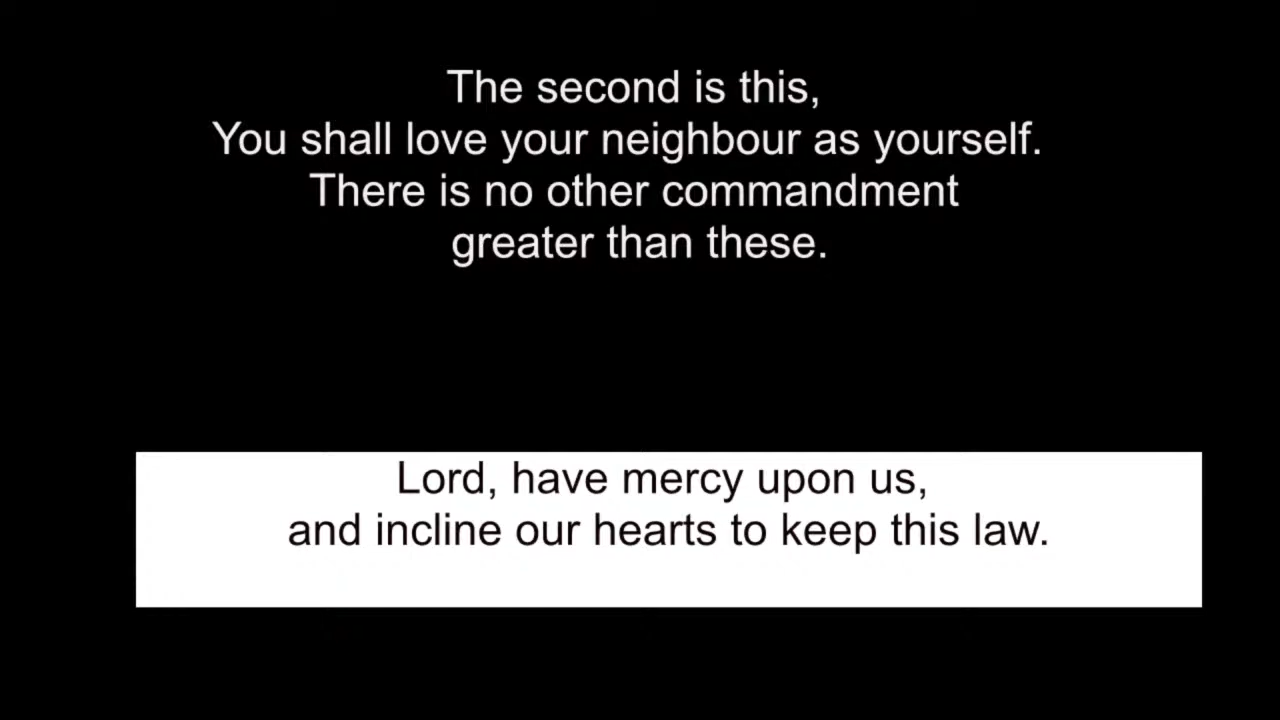 The second is this,
You shall love your neighbour as yourself.
There is no other commandment
greater than these.
Lord, have mercy upon us,
and incline our hearts to keep this law.